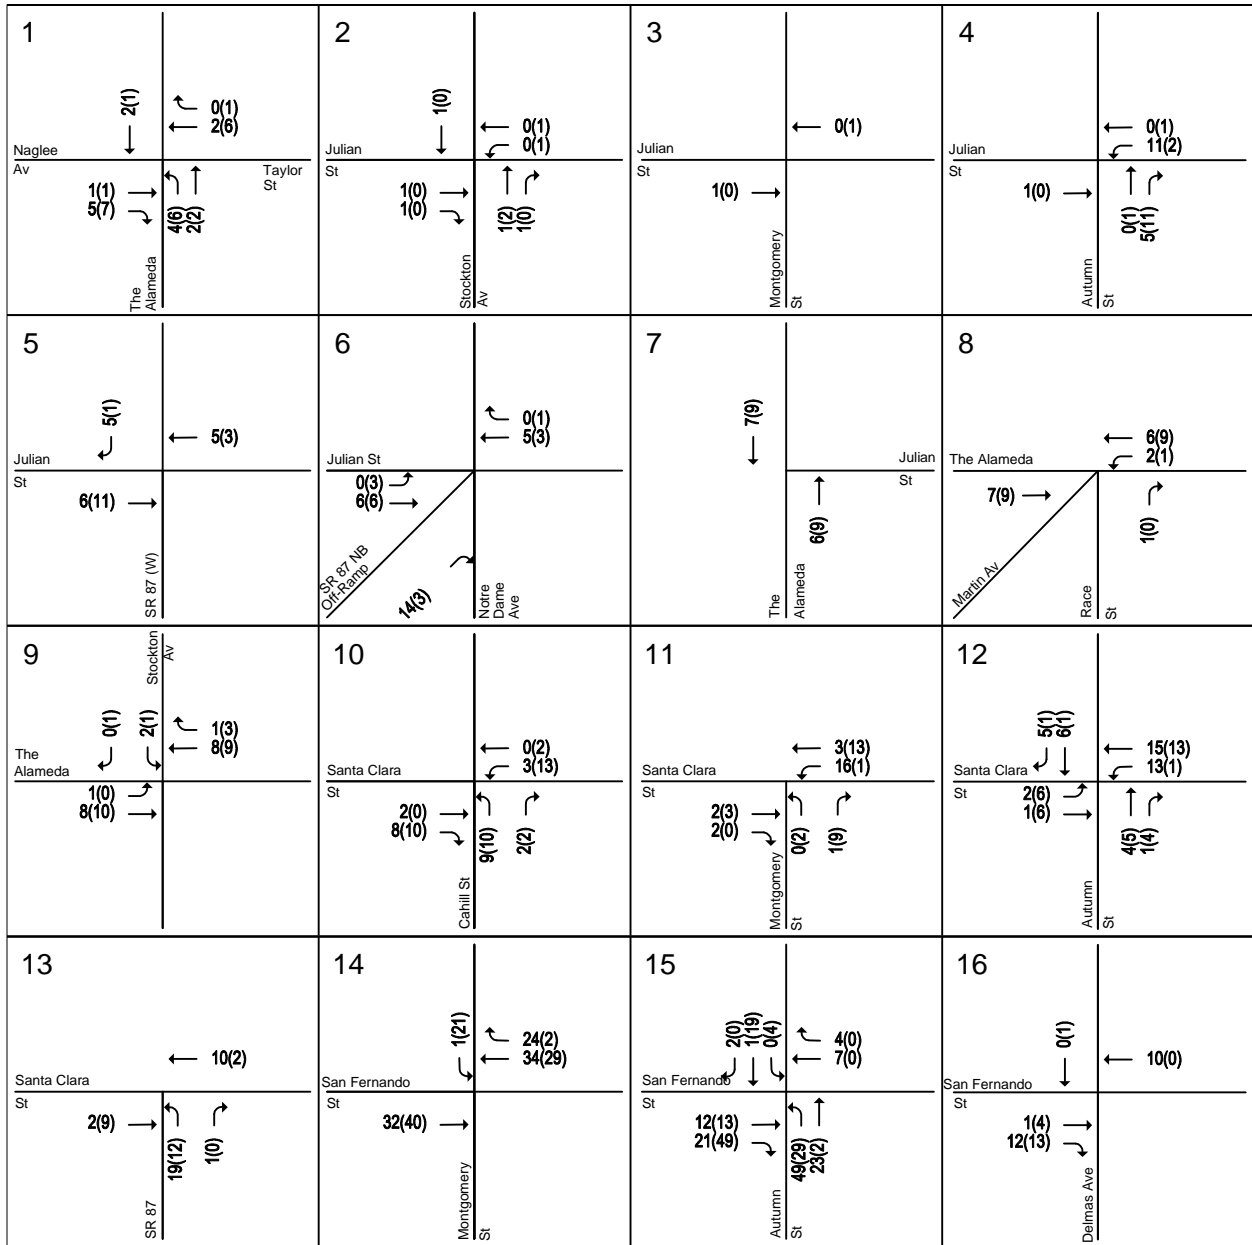 1
2(1)
0(1)
2(6)
Naglee
Av
Taylor
St
1(1)
5(7)
4(6)
2(2)
The
Alameda
2
1(0)
0(1)
0(1)
Julian
St
1(0)
1(0)
1(2)
1(0)
Stockton
Av
3
0(1)
Julian
St
1(0)
Montgomery
St
4
0(1)
11(2)
Julian
St
1(0)
0(1)
5(11)
Autumn
St
5
5(1)
5(3)
Julian
St
6(11)
SR 87 (W)
6
0(1)
5(3)
Julian St
0(3)
6(6)
SR 87 NB
Off-Ramp
14(3)
Notre
Dame
Ave
7
7(9)
Julian
St
6(9)
The
Alameda
8
6(9)
2(1)
The Alameda
7(9)
1(0)
Martin Av
Race
St
9
Stockton
Av
0(1)
2(1)
1(3)
8(9)
The
Alameda
1(0)
8(10)
10
0(2)
3(13)
Santa Clara
St
2(0)
8(10)
9(10)
2(2)
Cahill St
11
3(13)
16(1)
Santa Clara
St
2(3)
2(0)
0(2)
1(9)
Montgomery
St
12
5(1)
6(1)
15(13)
13(1)
Santa Clara
St
2(6)
1(6)
4(5)
1(4)
Autumn
St
13
10(2)
Santa Clara
St
2(9)
19(12)
1(0)
SR 87
14
1(21)
24(2)
34(29)
San Fernando
St
32(40)
Montgomery
St
15
2(0)
1(19)
0(4)
4(0)
7(0)
San Fernando
St
12(13)
21(49)
49(29)
23(2)
Autumn
St
16
0(1)
10(0)
San Fernando
St
1(4)
12(13)
Delmas Ave